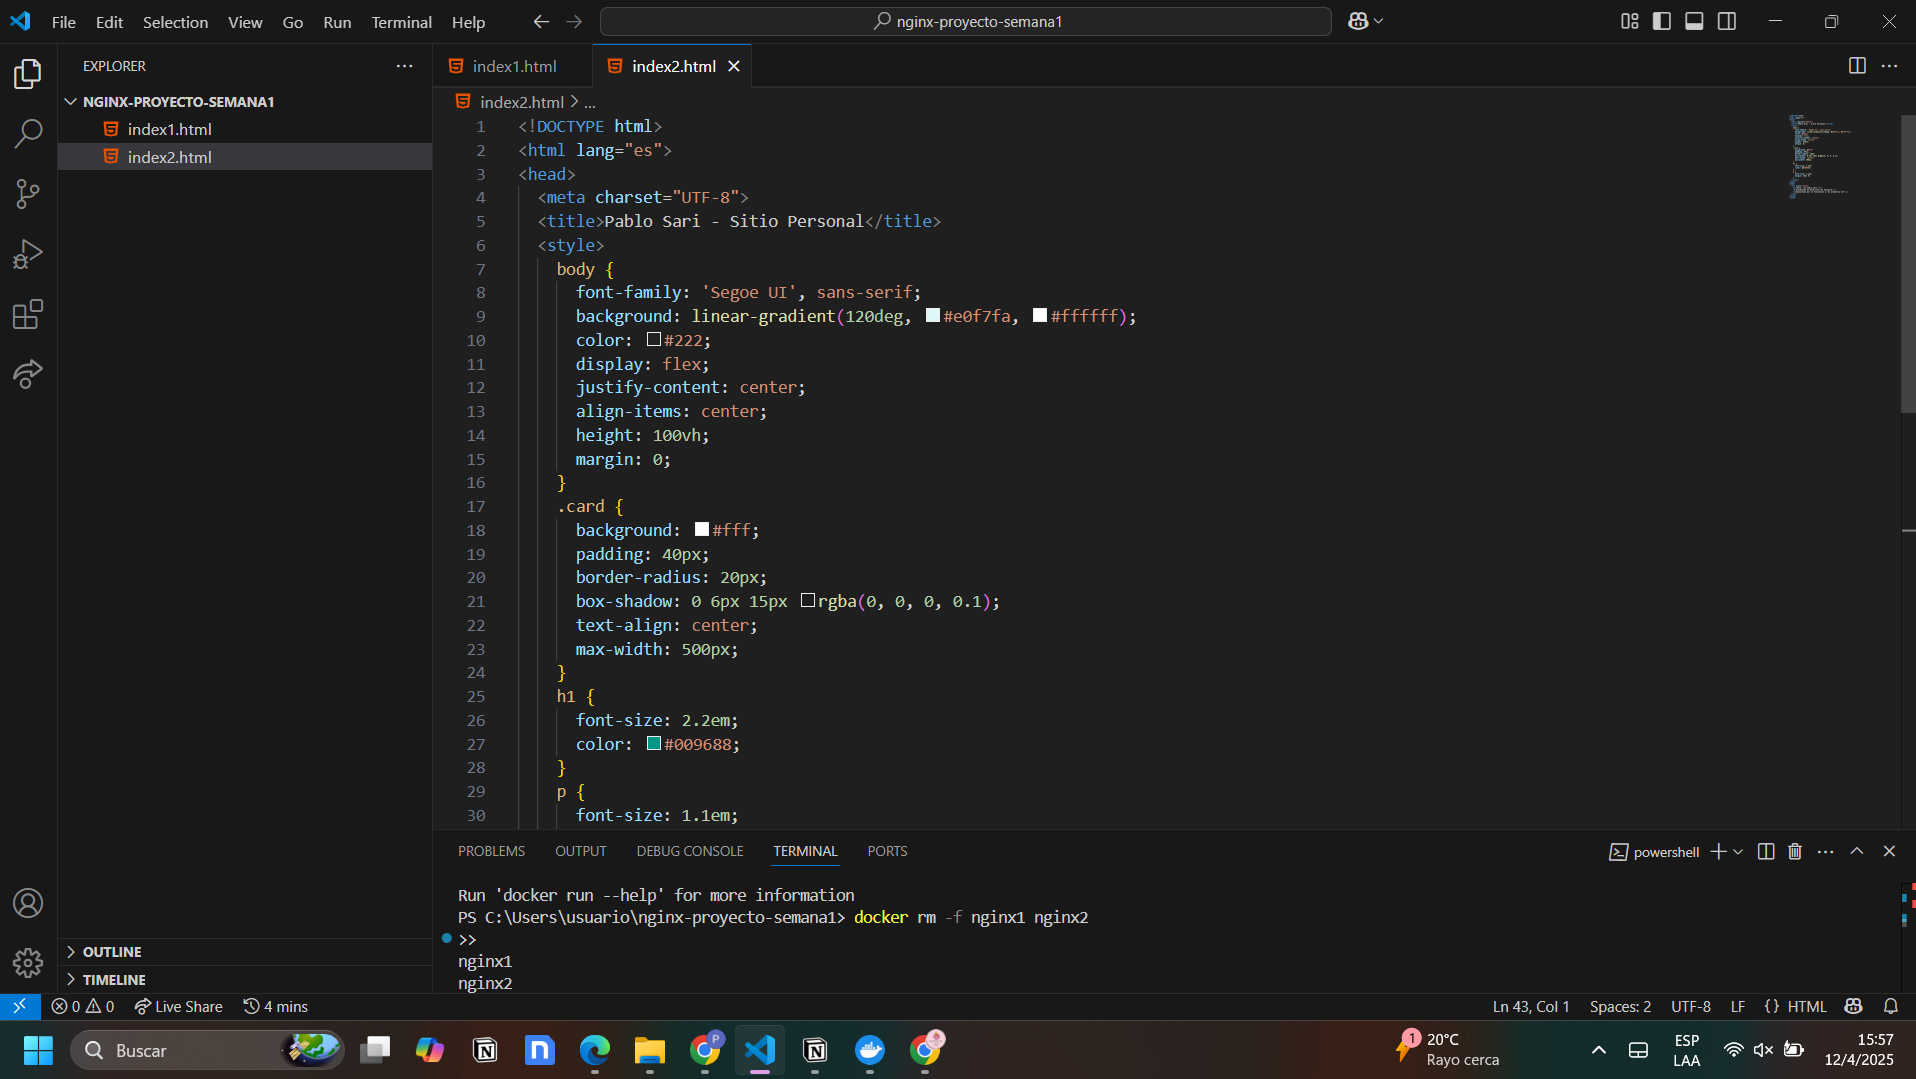 File Edit Selection View Go Run Terminal Help
nginx-proyecto-semana1
EXPLORER
NGINX-PROYECTO-SEMANA1
index1.html
index2.html
OUTLINE
TIMELINE
index1.html
index2.html
index2.html > ...
1 <!DOCTYPE html>
2 <html lang="es">
3 <head>
4 <meta charset="UTF-8">
5 <title>Pablo Sari - Sitio Personal</title>
6 <style>
7 body {
8 font-family: 'Segoe UI', sans-serif;
9 background: linear-gradient(120deg, #e0f7fa, #ffffff);
10 color: #222;
11 display: flex;
12 justify-content: center;
13 align-items: center;
14 height: 100vh;
15 margin: 0;
16 }
17 .card {
18 background: #fff;
19 padding: 40px;
20 border-radius: 20px;
21 box-shadow: 0 6px 15px rgba(0, 0, 0, 0.1);
22 text-align: center;
23 max-width: 500px;
24 }
25 h1 {
26 font-size: 2.2em;
27 color: #009688;
28 }
29 p {
30 font-size: 1.1em;
PROBLEMS OUTPUT DEBUG CONSOLE TERMINAL PORTS
powershell
Run 'docker run --help' for more information
PS C:\Users\usuario\nginx-proyecto-semana1> docker rm -f nginx1 nginx2
>>
nginx1
nginx2
0 0 Live Share 4 mins
Ln 43, Col 1 Spaces: 2 UTF-8 LF {} HTML
Buscar
P
1
20°C
Rayo cerca
ESP
LAA
15:57
12/4/2025